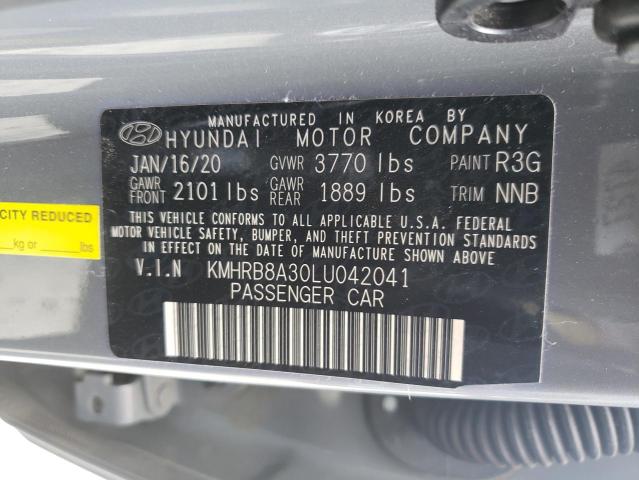 MANUFACTURED IN KOREA BY
HYUNDAI MOTOR COMPANY
JAN/16/20 GVWR 3770 lbs PAINT R3G
GAWR FRONT 2101 lbs GAWR REAR 1889 lbs TRIM NNB
THIS VEHICLE CONFORMS TO ALL APPLICABLE U.S.A. FEDERAL
MOTOR VEHICLE SAFETY, BUMPER, AND THEFT PREVENTION STANDARDS
IN EFFECT ON THE DATE OF MANUFACTURE SHOWN ABOVE
V.I.N KMHRB8A30LU042041
PASSENGER CAR
CITY REDUCED
kg or lbs